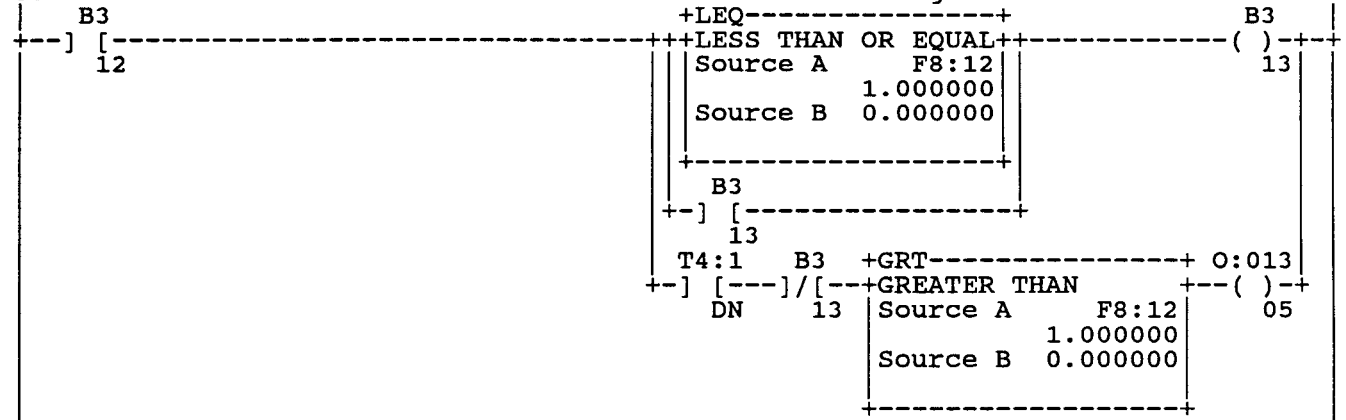 B3 +LEQ---------------+ B3
+--] [---------------------------------+++LESS THAN OR EQUAL++-------------( )-+-+
12 Source A F8:12 13
1.000000
Source B 0.000000
+-------------------+
B3
+-] [-----------------+
13
T4:1 B3 +GRT---------------+ O:013
+-] [---]/[--+GREATER THAN +--( )-+
DN 13 Source A F8:12 05
1.000000
Source B 0.000000
+-------------------+